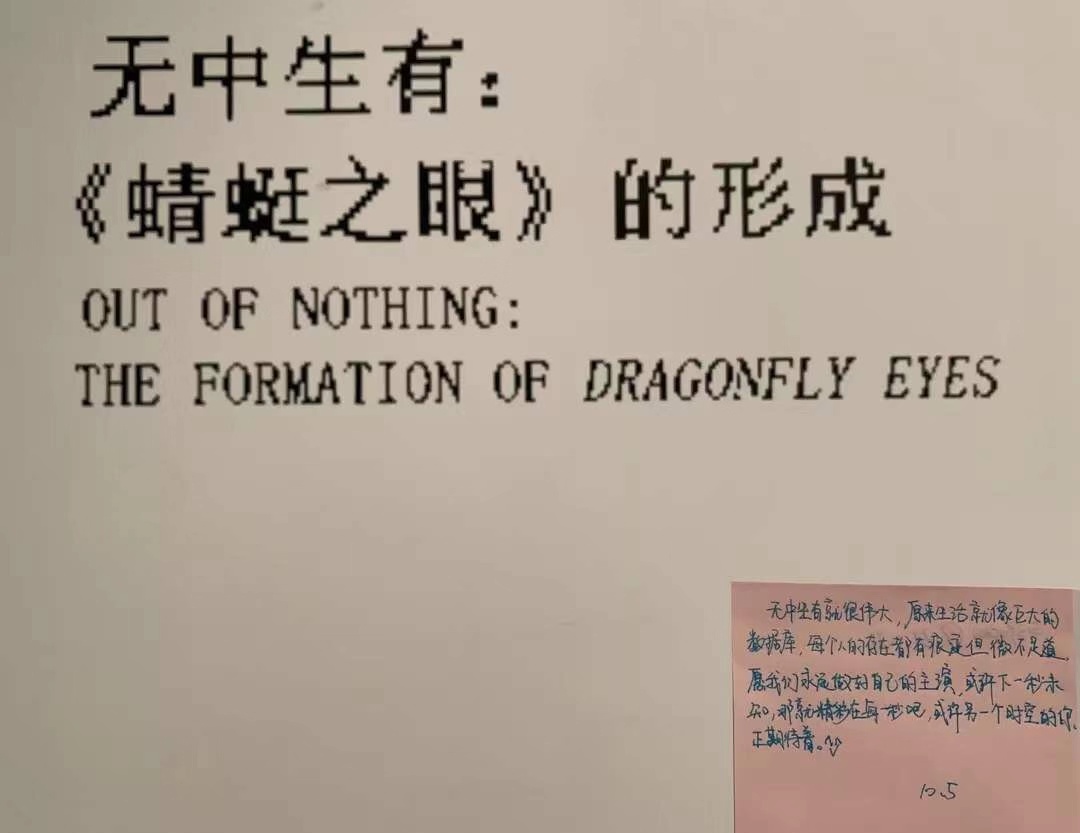 无中生有：
《蜻蜓之眼》的形成
OUT OF NOTHING:
THE FORMATION OF DRAGONFLY EYES
无中生有就很伟大，原来生活就像巨大的
数据库，每个人的存在都有痕迹但微不足道，
愿我们永远做好自己的主演，或许下一秒未
知，那就精彩在每一秒吧，或许另一个时空的你，
正期待着。
10.5